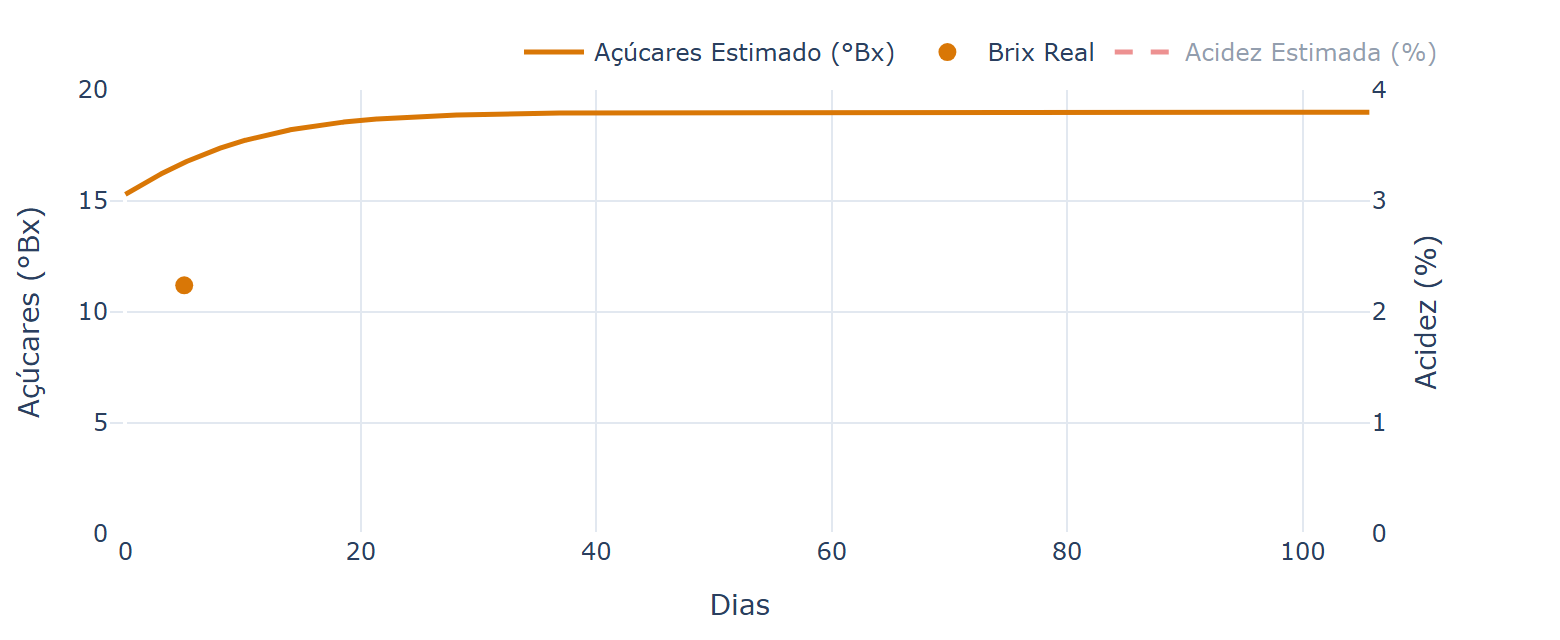 Açúcares Estimado (°Bx) Brix Real Acidez Estimada (%)
20 4
15 3
10 2
5 1
0 0
0 20 40 60 80 100
Açúcares (°Bx)
Acidez (%)
Dias